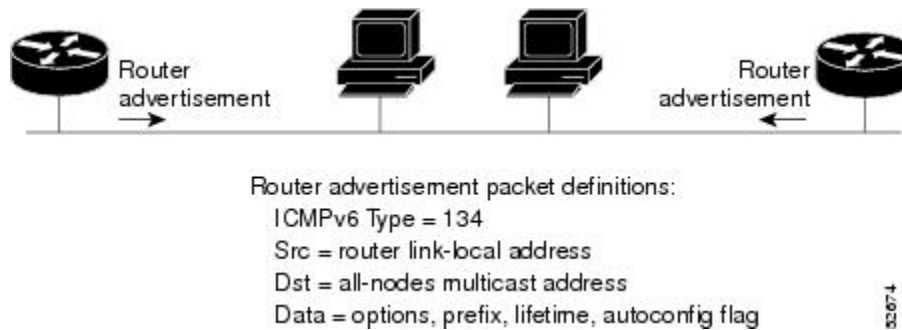 Router
advertisement
Router
advertisement
Router advertisement packet definitions:
ICMPv6 Type = 134
Src = router link-local address
Dst = all-nodes multicast address
Data = options, prefix, lifetime, autoconfig flag
52674